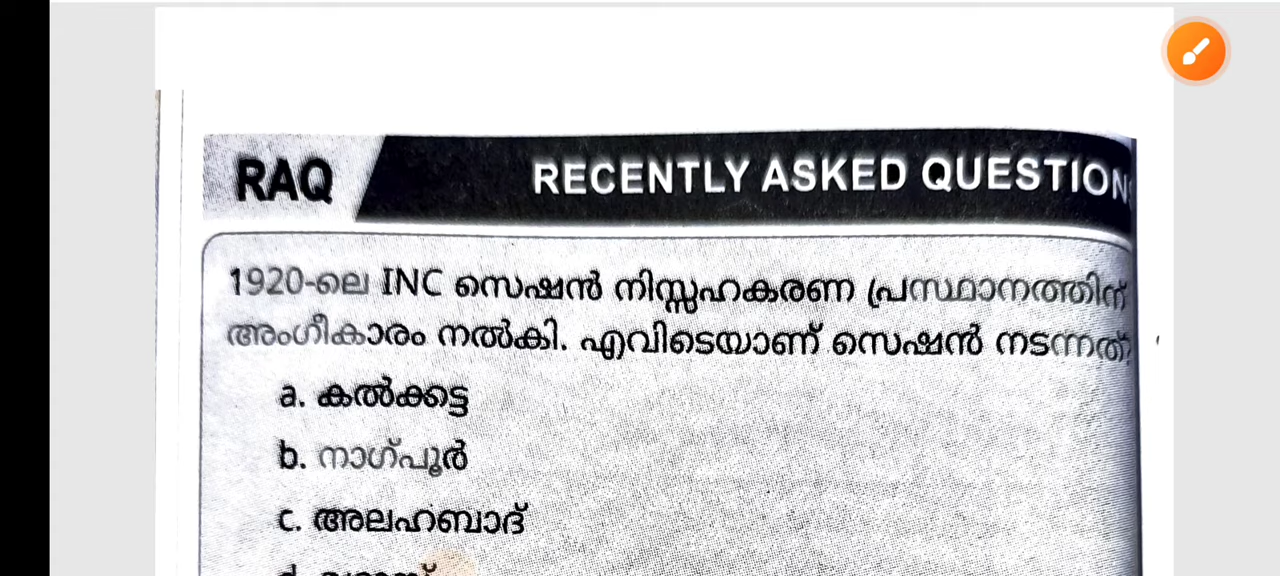 RAQ RECENTLY ASKED QUESTION
1920-ലെ INC സെഷൻ നിസ്സഹകരണ പ്രസ്ഥാനത്തിന്
അംഗീകാരം നൽകി. എവിടെയാണ് സെഷൻ നടന്നത്?
a. കൽക്കട്ട
b. നാഗ്പൂർ
c. അലഹബാദ്
d.